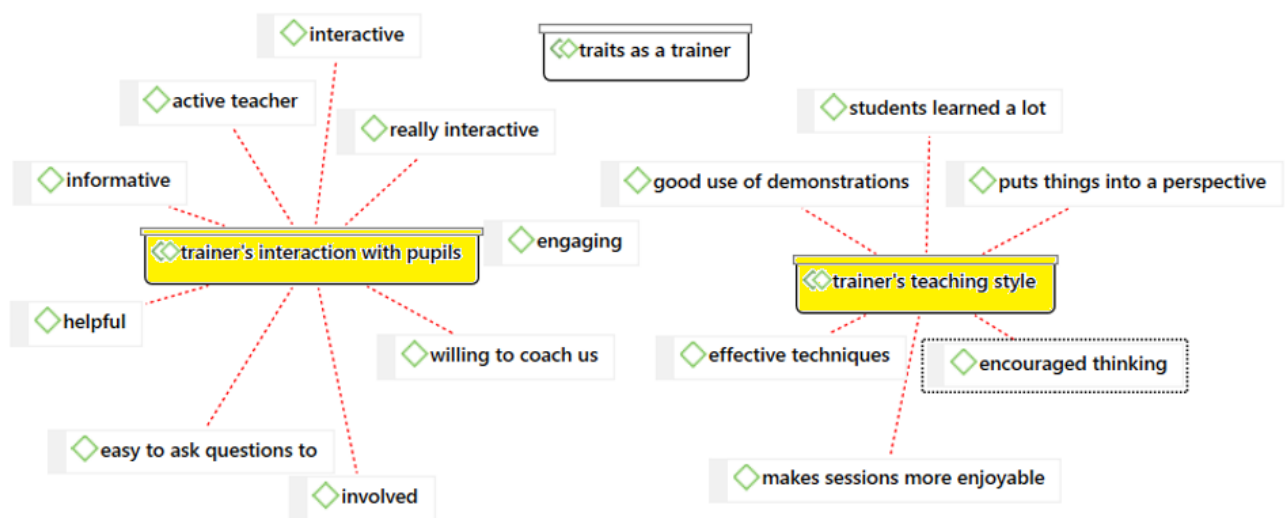 interactive
traits as a trainer
active teacher
students learned a lot
really interactive
informative
good use of demonstrations
puts things into a perspective
engaging
trainer's interaction with pupils
trainer's teaching style
helpful
willing to coach us
effective techniques
encouraged thinking
easy to ask questions to
makes sessions more enjoyable
involved